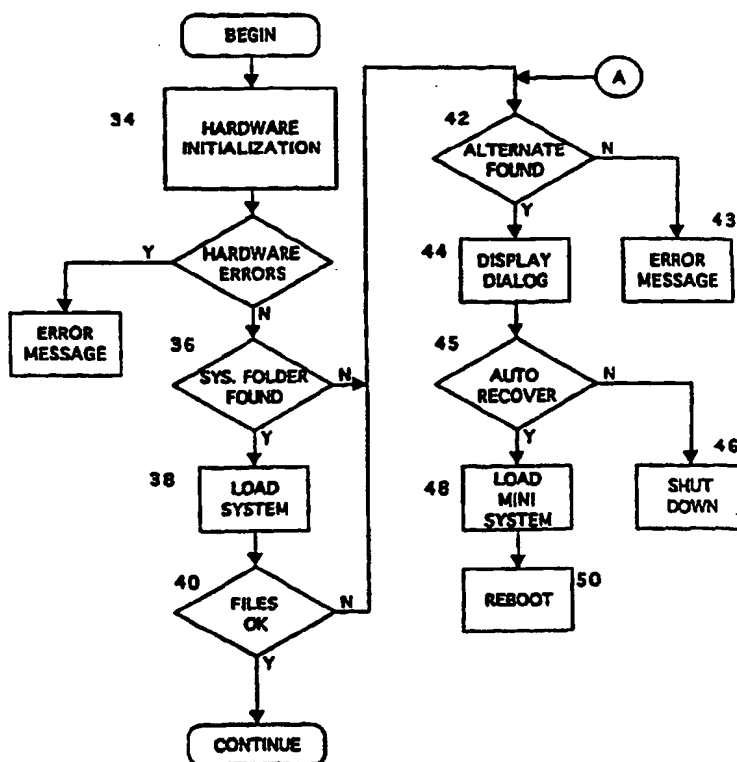 BEGIN
34
HARDWARE
INITIALIZATION
HARDWARE
ERRORS
Y
N
ERROR
MESSAGE
36
SYS. FOLDER
FOUND
N
Y
38
LOAD
SYSTEM
40
FILES
OK
N
Y
CONTINUE
A
42
ALTERNATE
FOUND
N
Y
43
ERROR
MESSAGE
44
DISPLAY
DIALOG
45
AUTO
RECOVER
N
Y
46
SHUT
DOWN
48
LOAD
MINI
SYSTEM
50
REBOOT